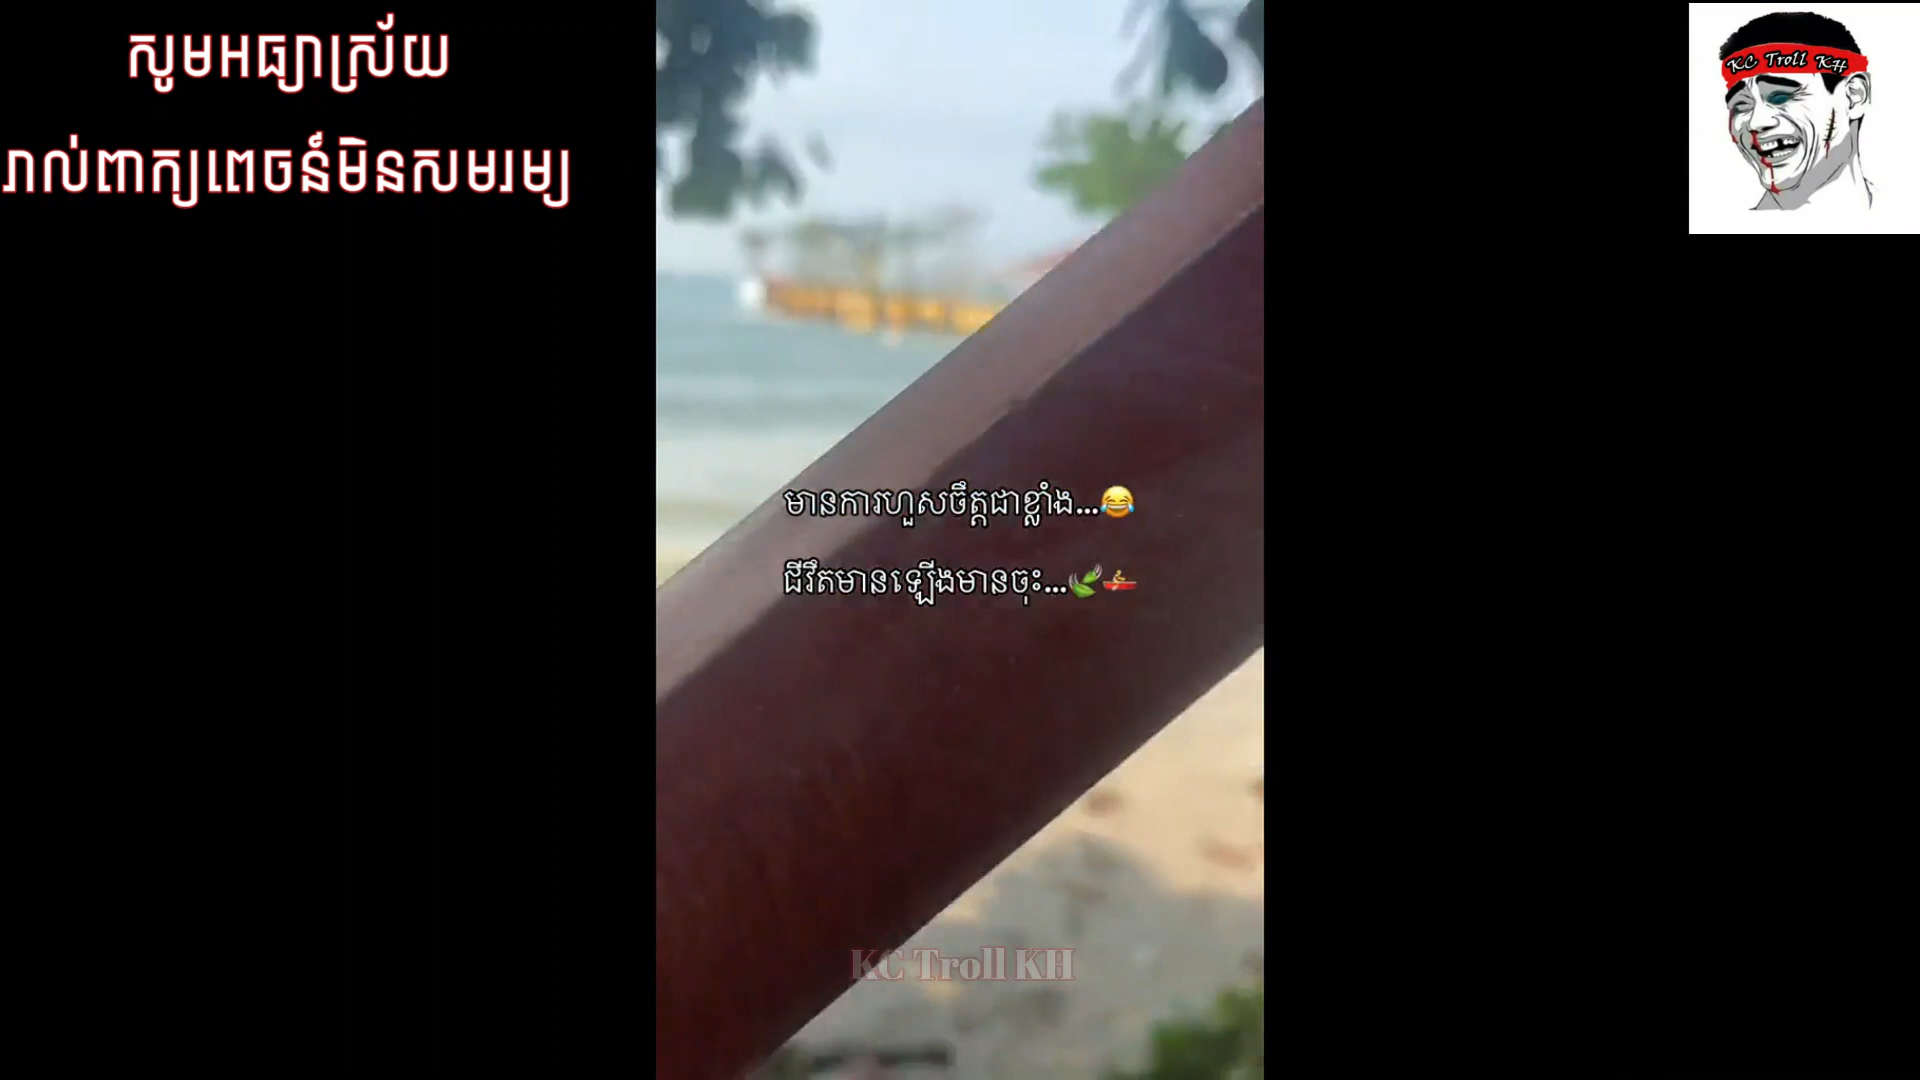 សូមអធ្យាស្រ័យ
រាល់ពាក្យពេចន៍មិនសមរម្យ
KC Troll KH
មានការហួសចឹត្តជាខ្លាំង...😂
ជីវឹតមានឡើងមានចុះ...🍃🚣
KC Troll KH